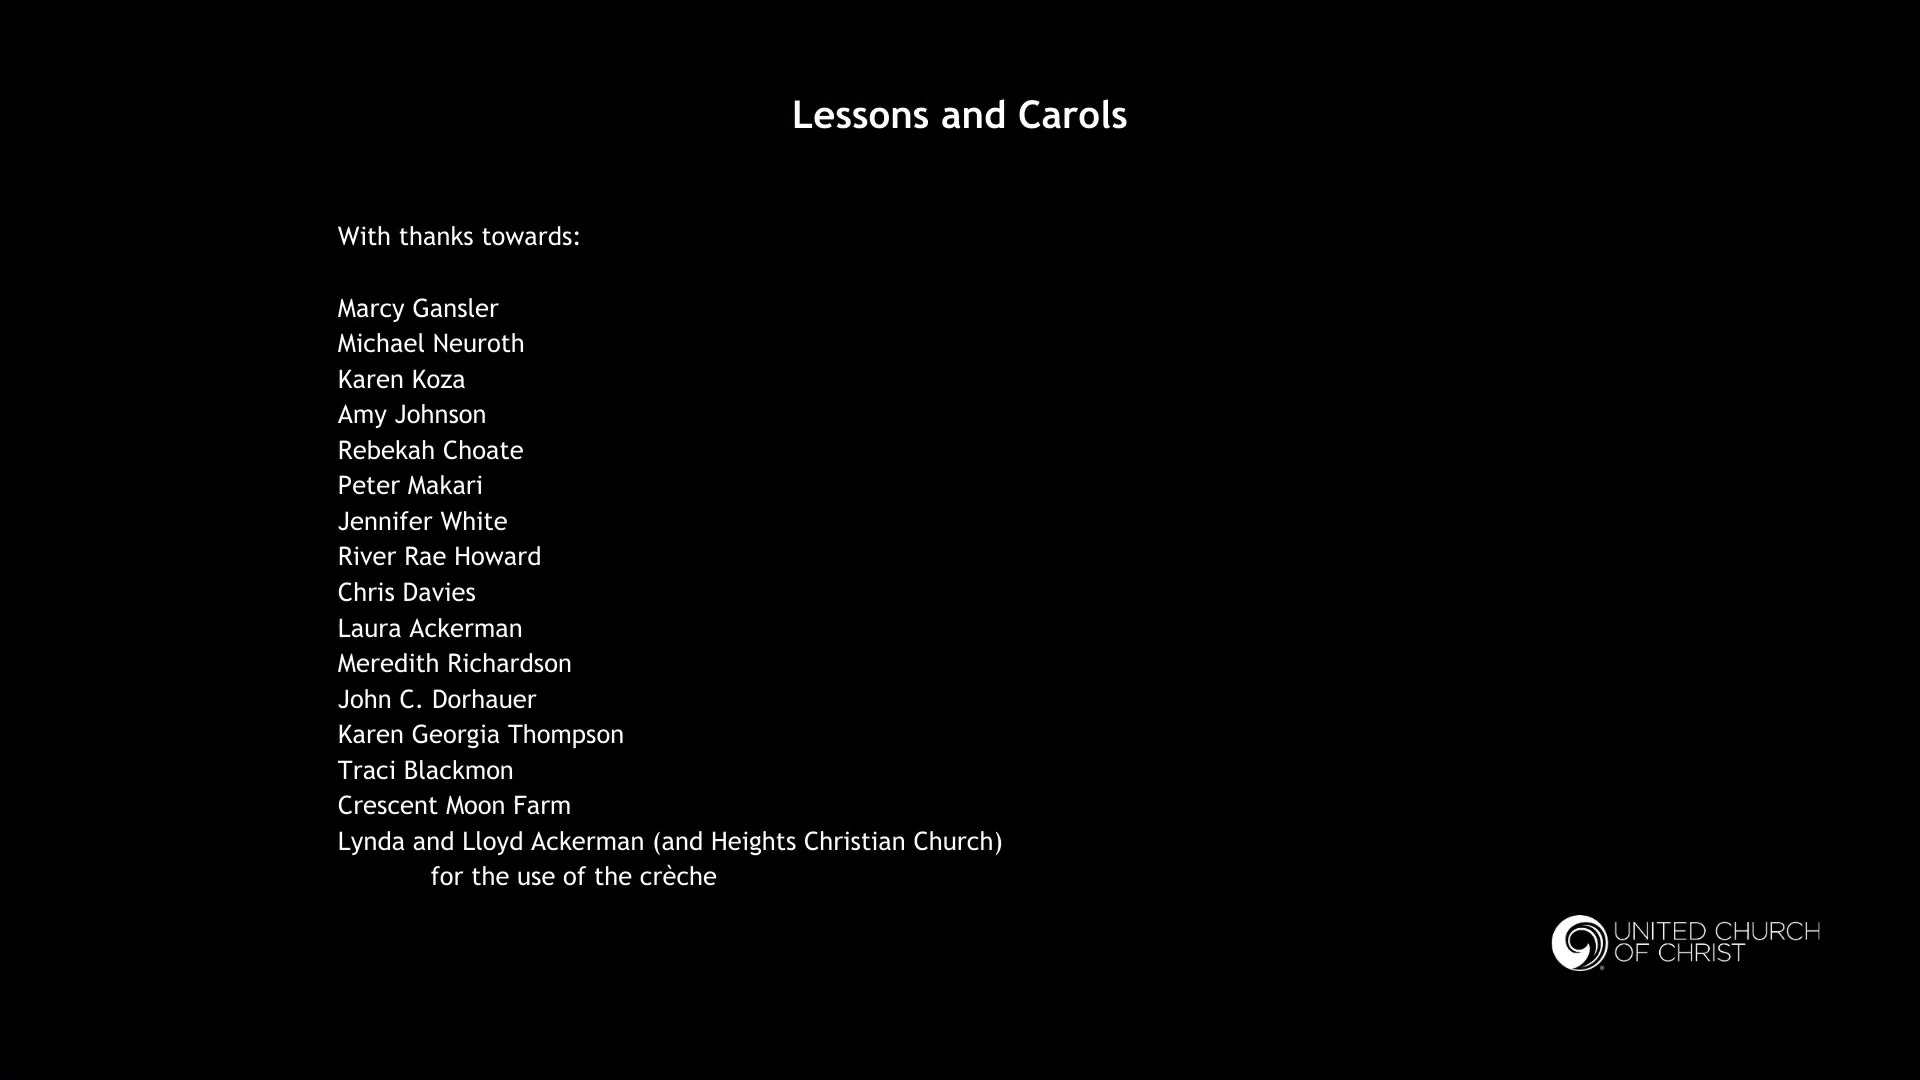 Lessons and Carols
With thanks towards:
Marcy Gansler
Michael Neuroth
Karen Koza
Amy Johnson
Rebekah Choate
Peter Makari
Jennifer White
River Rae Howard
Chris Davies
Laura Ackerman
Meredith Richardson
John C. Dorhauer
Karen Georgia Thompson
Traci Blackmon
Crescent Moon Farm
Lynda and Lloyd Ackerman (and Heights Christian Church)
for the use of the crèche
UNITED CHURCH
OF CHRIST